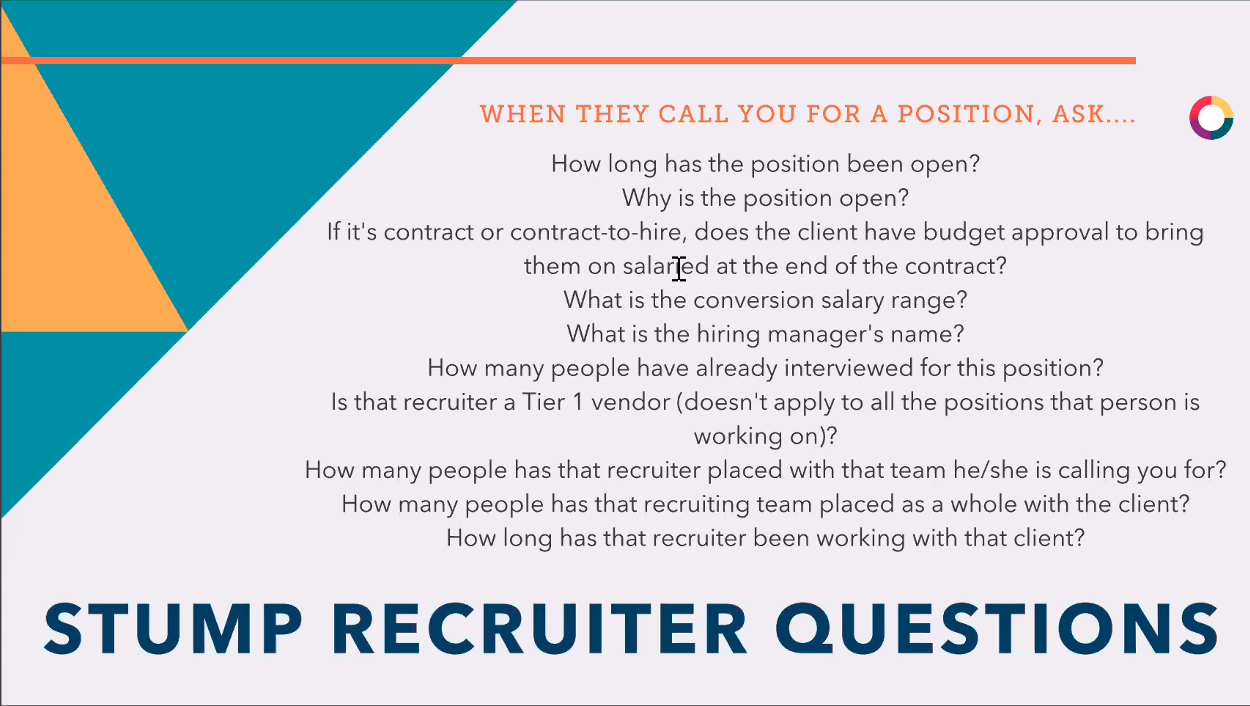 WHEN THEY CALL YOU FOR A POSITION, ASK....
How long has the position been open?
Why is the position open?
If it's contract or contract-to-hire, does the client have budget approval to bring
them on salaried at the end of the contract?
What is the conversion salary range?
What is the hiring manager's name?
How many people have already interviewed for this position?
Is that recruiter a Tier 1 vendor (doesn't apply to all the positions that person is
working on)?
How many people has that recruiter placed with that team he/she is calling you for?
How many people has that recruiting team placed as a whole with the client?
How long has that recruiter been working with that client?
STUMP RECRUITER QUESTIONS